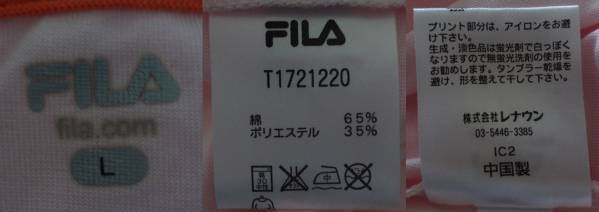 FILA
fila.com
L
FILA
T1721220
綿 65%
ポリエステル 35%
中
プリント部分は、アイロンをお避
け下さい。
生成・淡色品は蛍光剤で白っぽく
なりますので無蛍光洗剤の使用を
お勧めします。タンブラー乾燥を
避け、形を整えて干して下さい。
株式会社レナウン
03-5446-3385
IC2
中国製